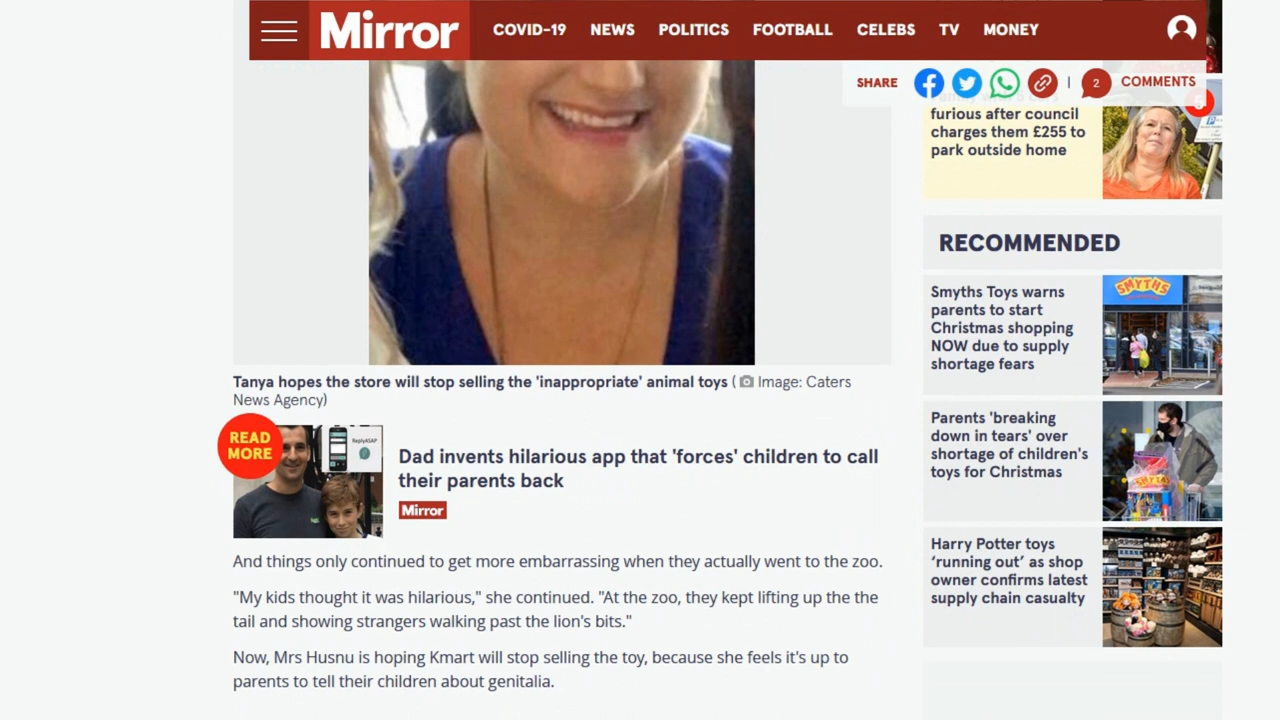 Mirror
COVID-19 NEWS POLITICS FOOTBALL CELEBS TV MONEY
SHARE
2 COMMENTS
furious after council
charges them £255 to
park outside home
RECOMMENDED
Smyths Toys warns
parents to start
Christmas shopping
NOW due to supply
shortage fears
SMYTHS
Parents 'breaking
down in tears' over
shortage of children's
toys for Christmas
Harry Potter toys
‘running out’ as shop
owner confirms latest
supply chain casualty
Tanya hopes the store will stop selling the 'inappropriate' animal toys ( Image: Caters
News Agency)
READ
MORE
ReplyASAP
Dad invents hilarious app that 'forces' children to call
their parents back
Mirror
And things only continued to get more embarrassing when they actually went to the zoo.
"My kids thought it was hilarious," she continued. "At the zoo, they kept lifting up the the
tail and showing strangers walking past the lion's bits."
Now, Mrs Husnu is hoping Kmart will stop selling the toy, because she feels it's up to
parents to tell their children about genitalia.